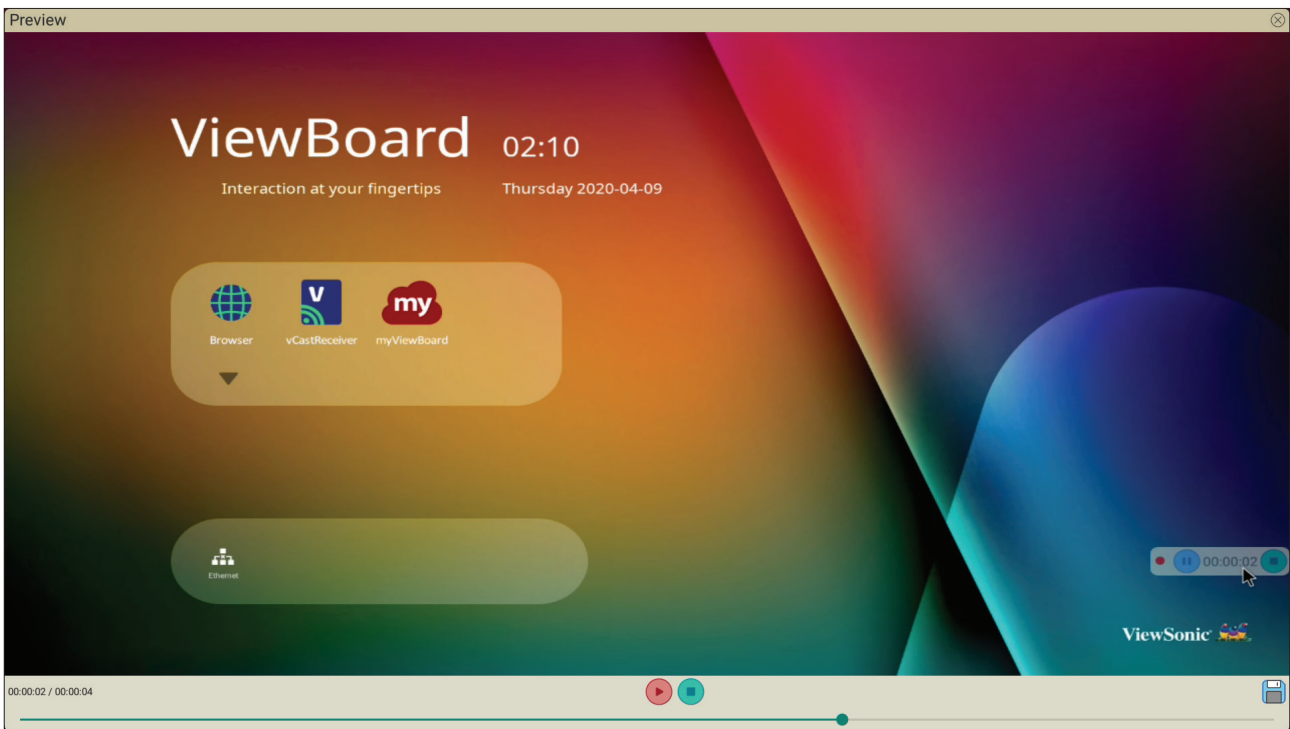 Preview
ViewBoard 02:10
Interaction at your fingertips Thursday 2020-04-09
V my
Browser vCastReceiver myViewBoard
Ethernet
00:00:02
ViewSonic
00:00:02 / 00:00:04